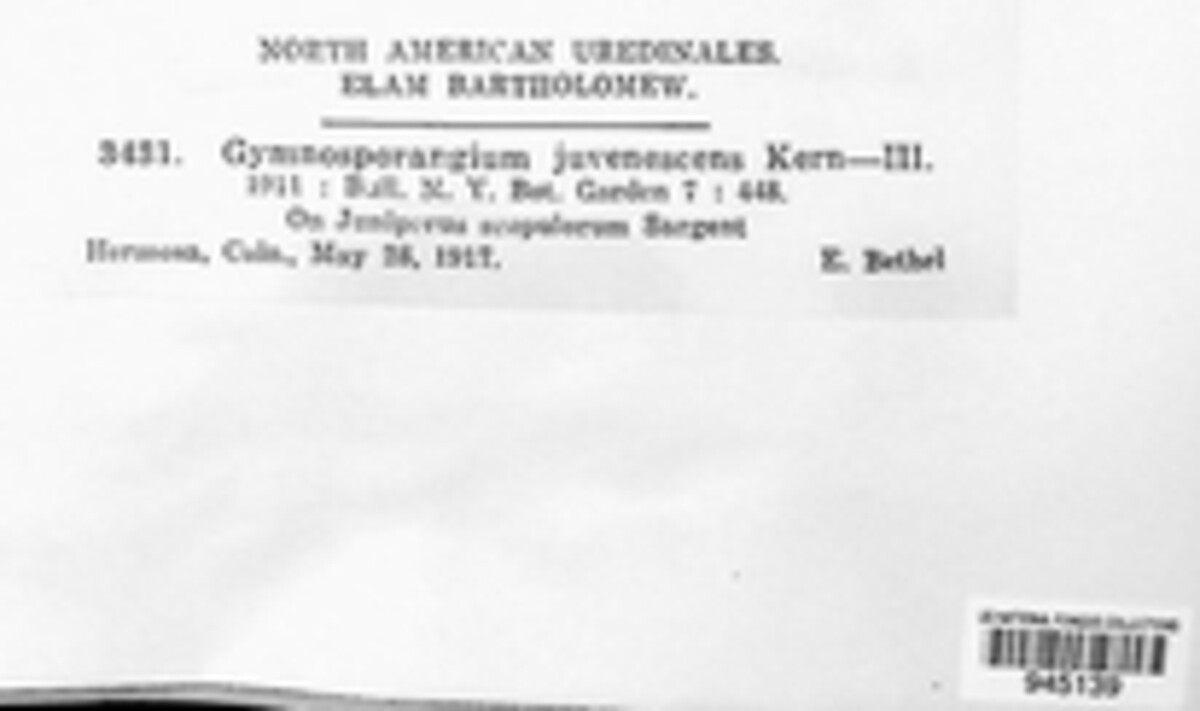 NORTH AMERICAN UREDINALES.
ELAM BARTHOLOMEW.
3431. Gymnosporangium juvenescens Kern—III.
1911 : Bull. N. Y. Bot. Garden 7 : 448.
On Juniperus scopulorum Sargent
Hermosa, Colo., May 26, 1917. E. Bethel
945139